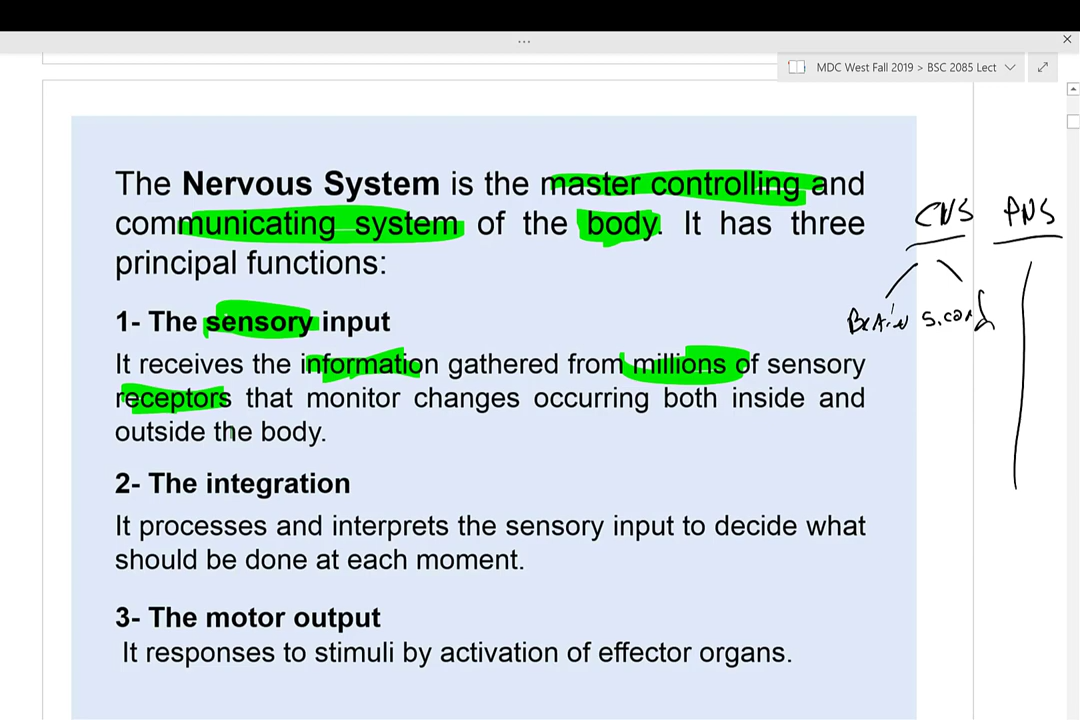 MDC West Fall 2019 > BSC 2085 Lect
The Nervous System is the master controlling and
communicating system of the body. It has three
principal functions:
1- The sensory input
It receives the information gathered from millions of sensory
receptors that monitor changes occurring both inside and
outside the body.
2- The integration
It processes and interprets the sensory input to decide what
should be done at each moment.
3- The motor output
It responses to stimuli by activation of effector organs.
CNS PNS
Brain S.cord